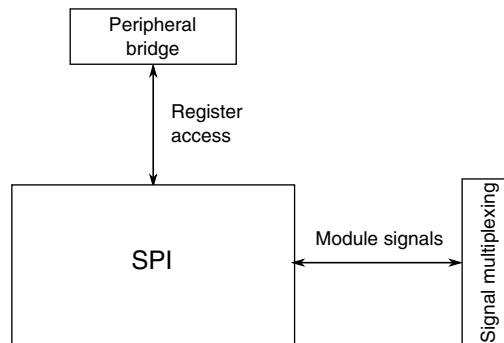 Peripheral
bridge
Register
access
SPI
Module signals
Signal multiplexing